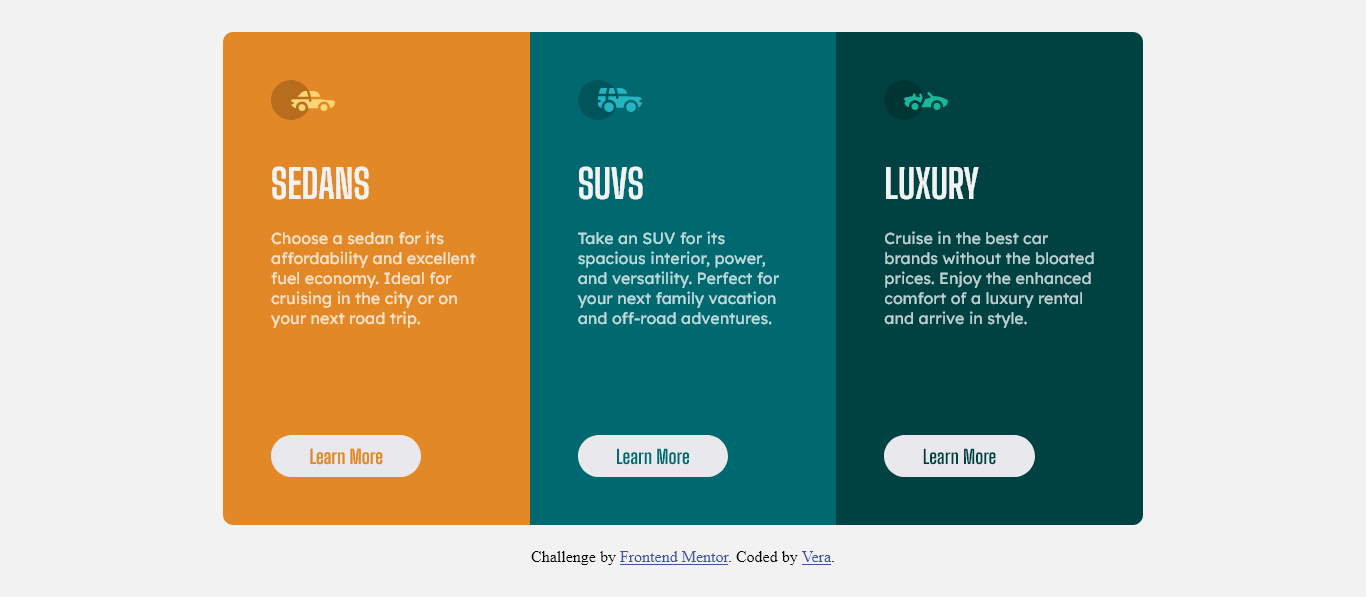 SEDANS
Choose a sedan for its
affordability and excellent
fuel economy. Ideal for
cruising in the city or on
your next road trip.
Learn More
SUVS
Take an SUV for its
spacious interior, power,
and versatility. Perfect for
your next family vacation
and off-road adventures.
Learn More
LUXURY
Cruise in the best car
brands without the bloated
prices. Enjoy the enhanced
comfort of a luxury rental
and arrive in style.
Learn More
Challenge by Frontend Mentor. Coded by Vera.